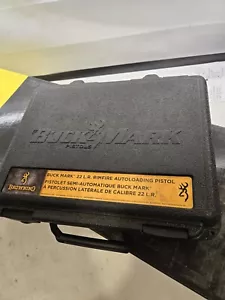 BUCK MARK
PISTOLS
BROWNING
BUCK MARK .22 L.R. RIMFIRE AUTOLOADING PISTOL
PISTOLET SEMI-AUTOMATIQUE BUCK MARK
A PERCUSSION LATERALE DE CALIBRE 22 L.R.